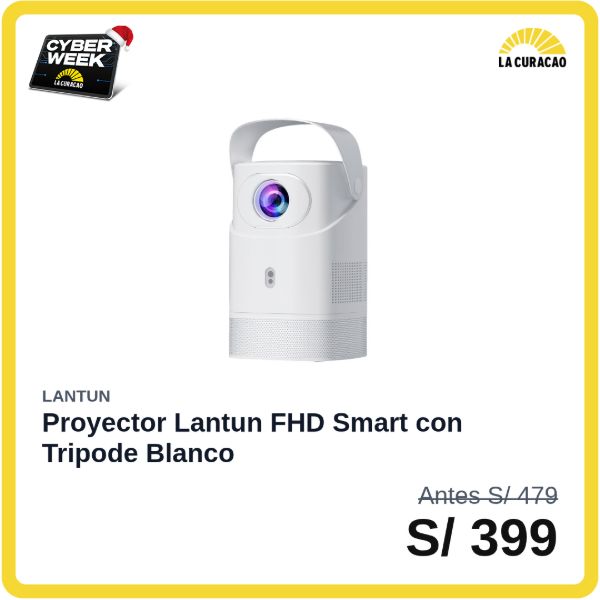 CYBER
WEEK
LA CURACAO
LA CURACAO
LANTUN
Proyector Lantun FHD Smart con
Tripode Blanco
Antes S/ 479
S/ 399